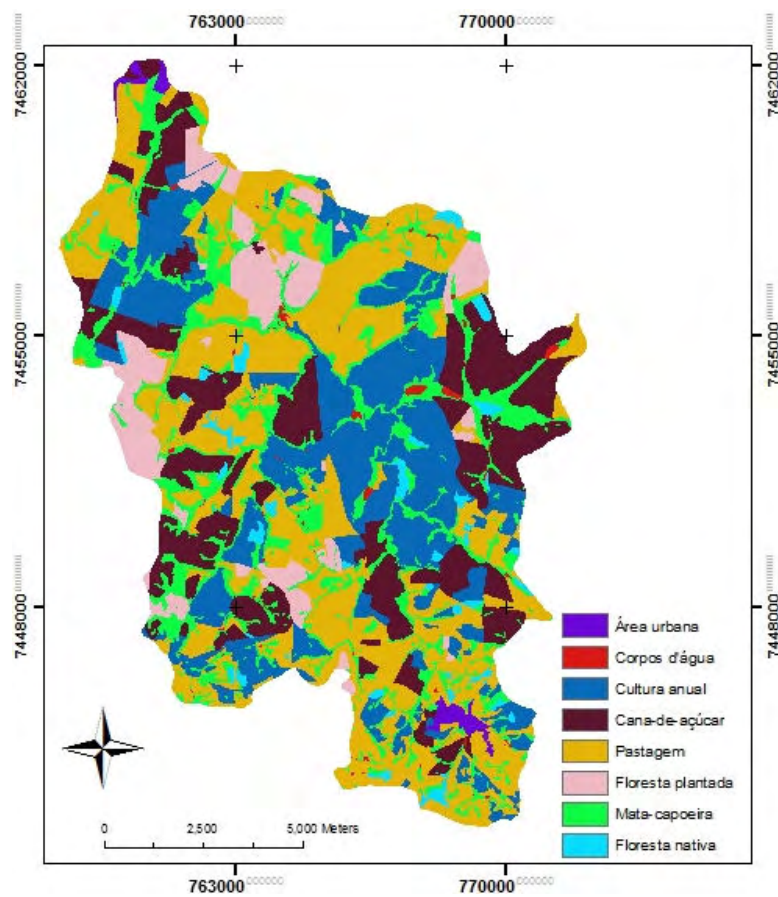 763000 770000
7462000 7462000
7455000 7455000
7448000 7448000
Área urbana
Corpos d'água
Cultura anual
Cana-de-açúcar
Pastagem
Floresta plantada
Mata-capoeira
Floresta nativa
0 2.500 5.000 Meters
763000 770000